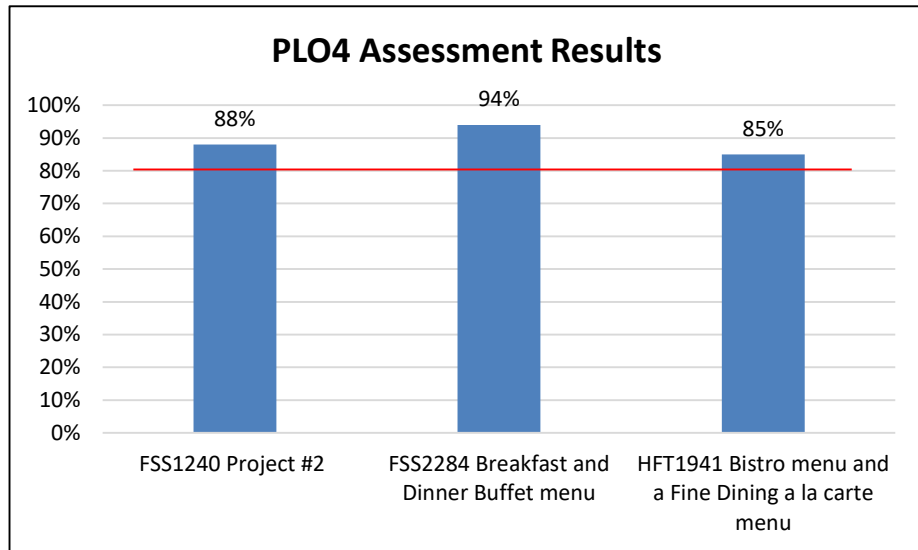 PLO4 Assessment Results
100%
90%
80%
70%
60%
50%
40%
30%
20%
10%
0%
88%
94%
85%
FSS1240 Project #2
FSS2284 Breakfast and
Dinner Buffet menu
HFT1941 Bistro menu and
a Fine Dining a la carte
menu